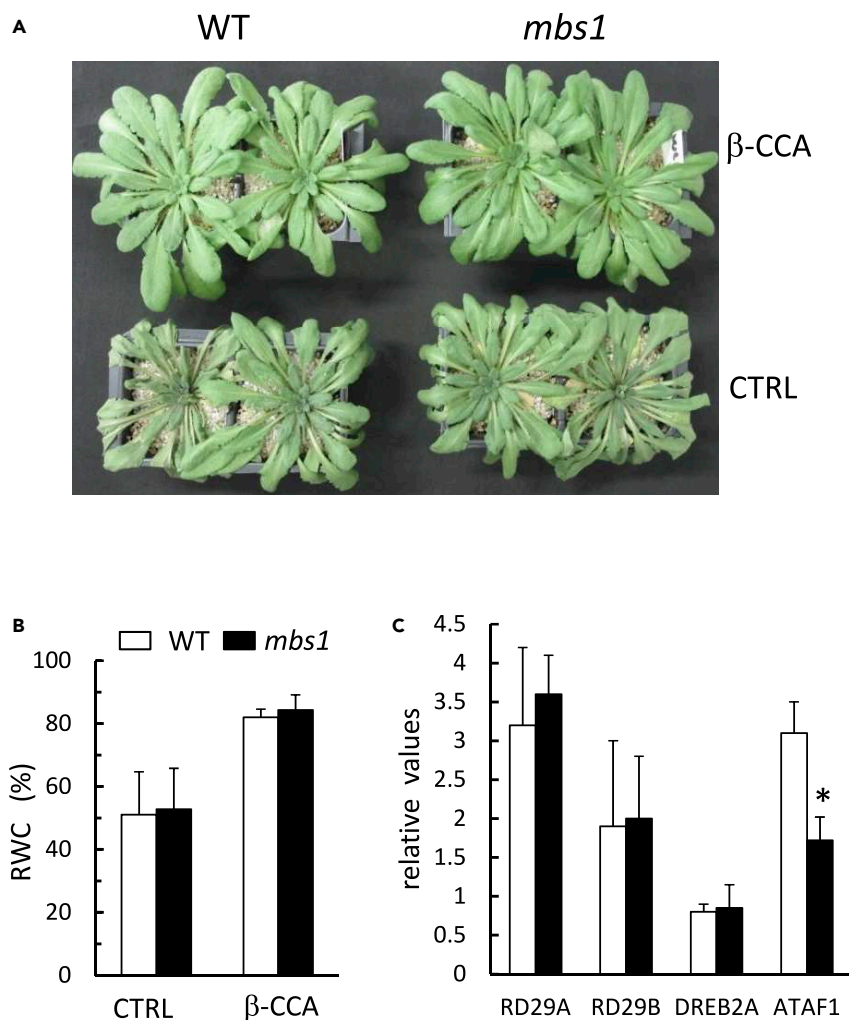 A
WT mbs1
β-CCA
CTRL
B
WT mbs1
100
80
60
40
20
0
RWC (%)
CTRL β-CCA
C
4.5
4
3.5
3
2.5
2
1.5
1
0.5
0
relative values
*
RD29A RD29B DREB2A ATAF1